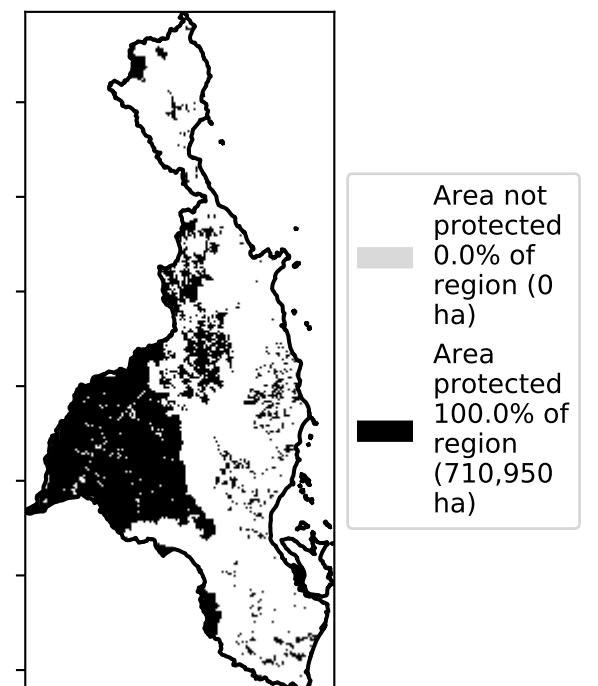 Area not
protected
0.0% of
region (0
ha)
Area
protected
100.0% of
region
(710,950
ha)